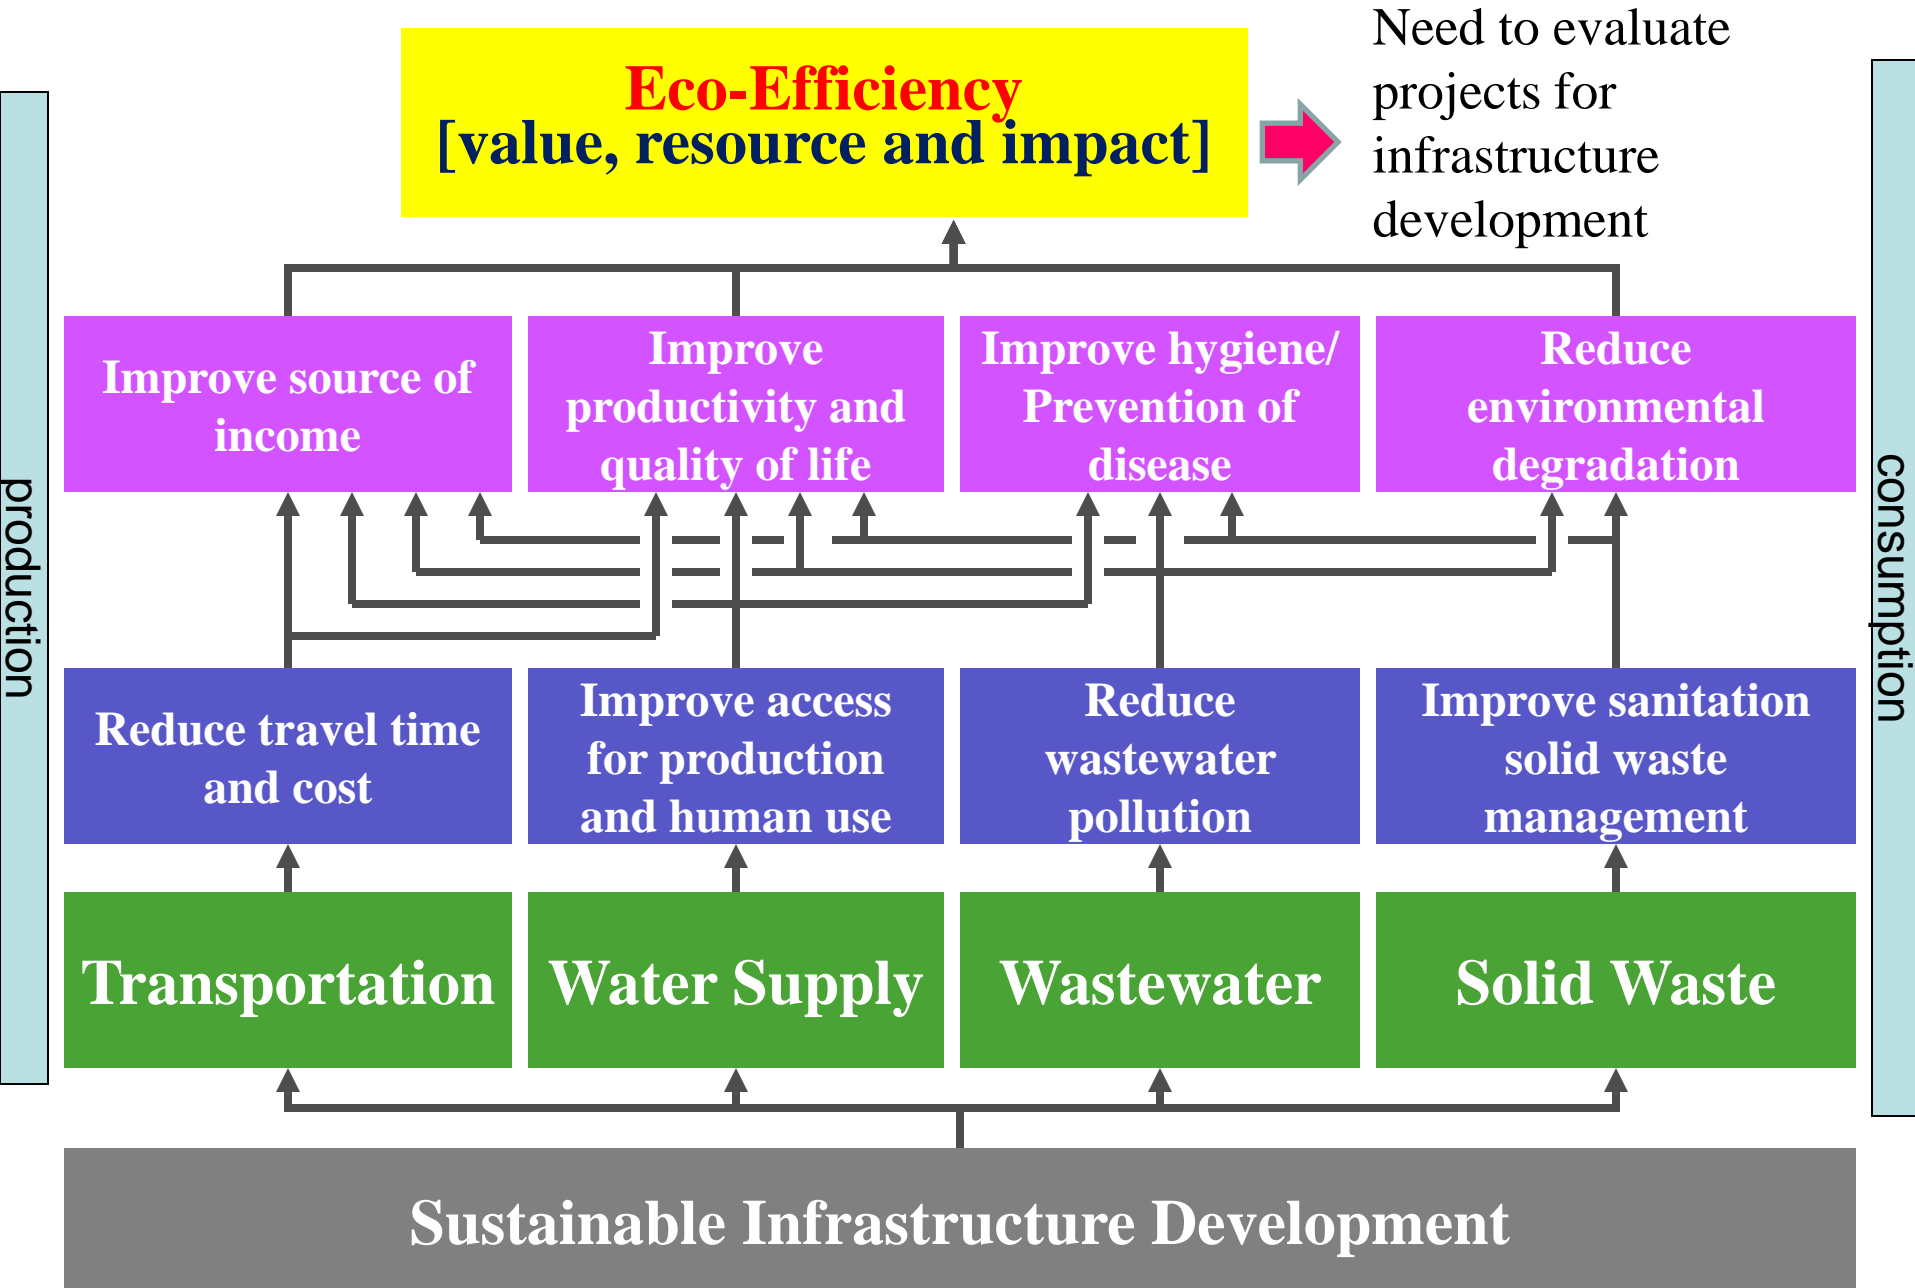 Eco-Efficiency
[value, resource and impact]
Need to evaluate
projects for
infrastructure
development
production
consumption
Improve source of
income
Improve
productivity and
quality of life
Improve hygiene/
Prevention of
disease
Reduce
environmental
degradation
Reduce travel time
and cost
Improve access
for production
and human use
Reduce
wastewater
pollution
Improve sanitation
solid waste
management
Transportation
Water Supply
Wastewater
Solid Waste
Sustainable Infrastructure Development